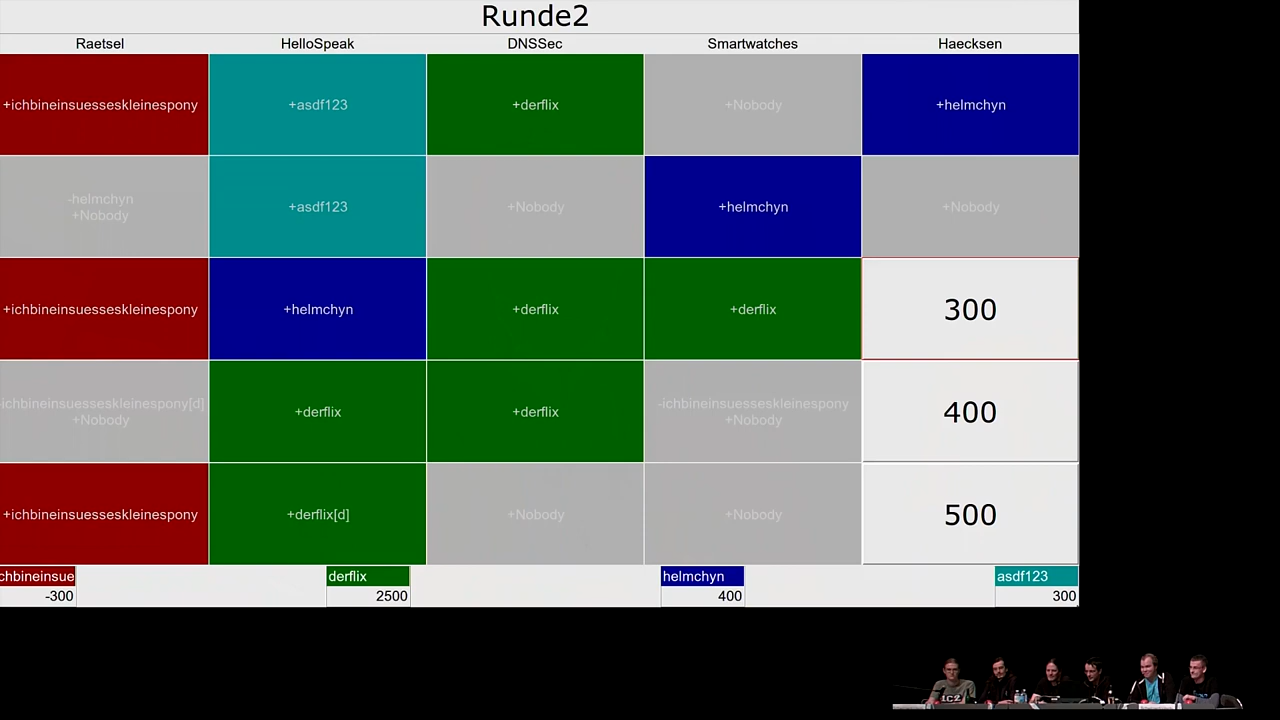 Runde2
Raetsel HelloSpeak DNSSec Smartwatches Haecksen
+ichbineinsuesseskleinespony +asdf123 +derflix +Nobody +helmchyn
-helmchyn
+Nobody +asdf123 +Nobody +helmchyn +Nobody
+ichbineinsuesseskleinespony +helmchyn +derflix +derflix 300
-ichbineinsuesseskleinespony[d]
+Nobody +derflix +derflix -ichbineinsuesseskleinespony
+Nobody 400
+ichbineinsuesseskleinespony +derflix[d] +Nobody +Nobody 500
chbineinsue derflix helmchyn asdf123
-300 2500 400 300